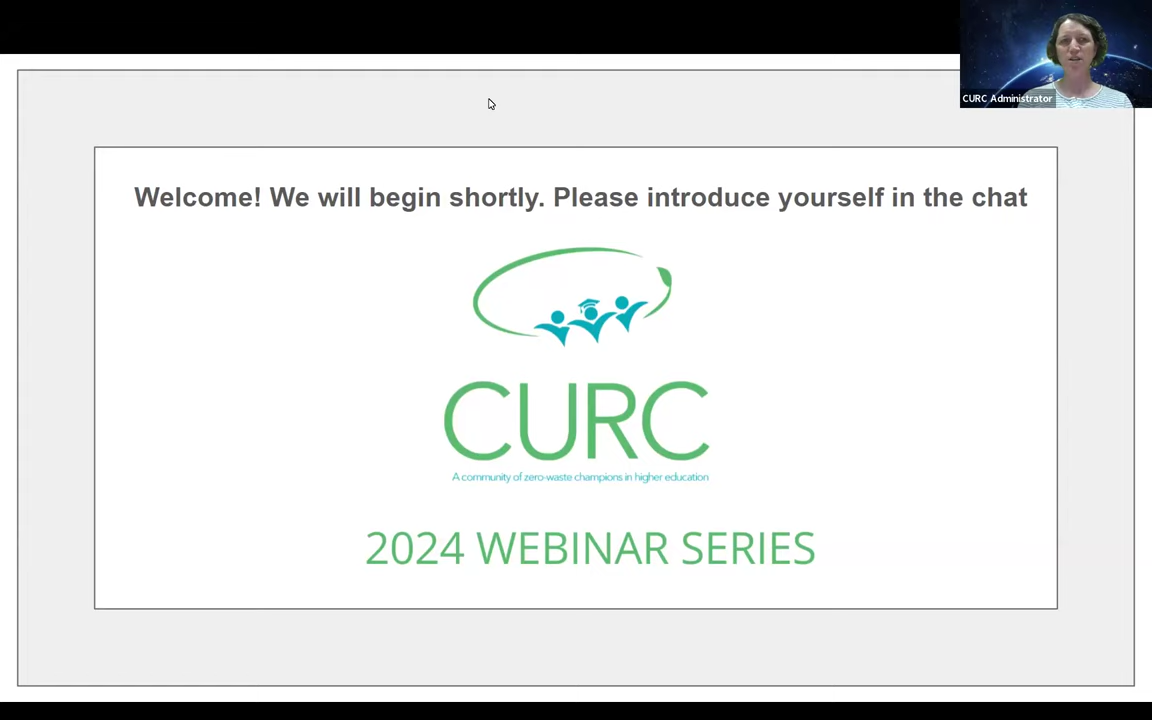 CURC Administrator
Welcome! We will begin shortly. Please introduce yourself in the chat
CURC
A community of zero-waste champions in higher education
2024 WEBINAR SERIES